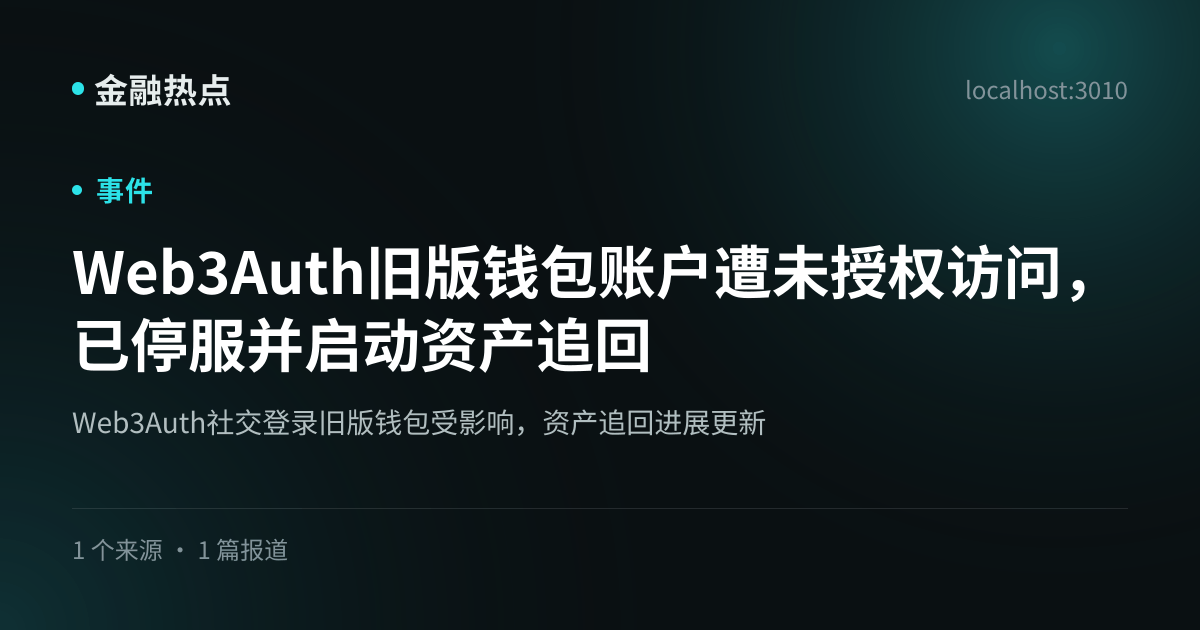 金融热点
localhost:3010
事件
Web3Auth旧版钱包账户遭未授权访问，
已停服并启动资产追回
Web3Auth社交登录旧版钱包受影响，资产追回进展更新
1 个来源 · 1 篇报道